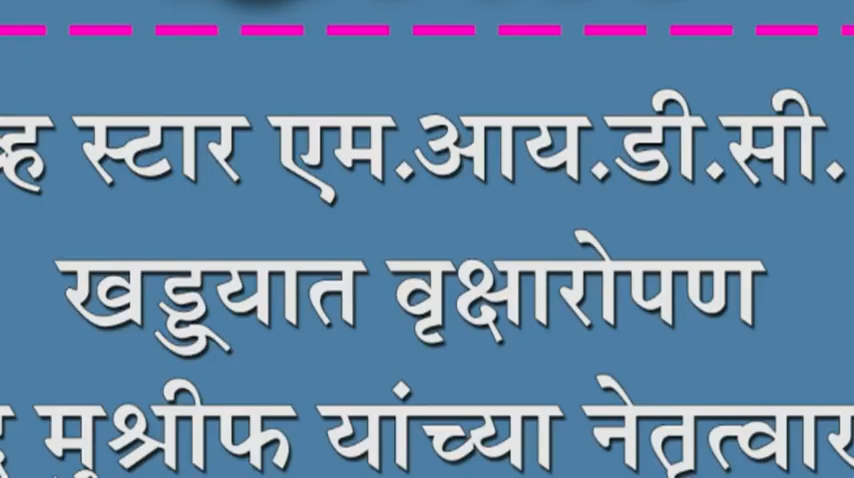 स्टार एम.आय.डी.सी.
खड्डूयात वृक्षारोपण
मुश्रीफ यांच्या